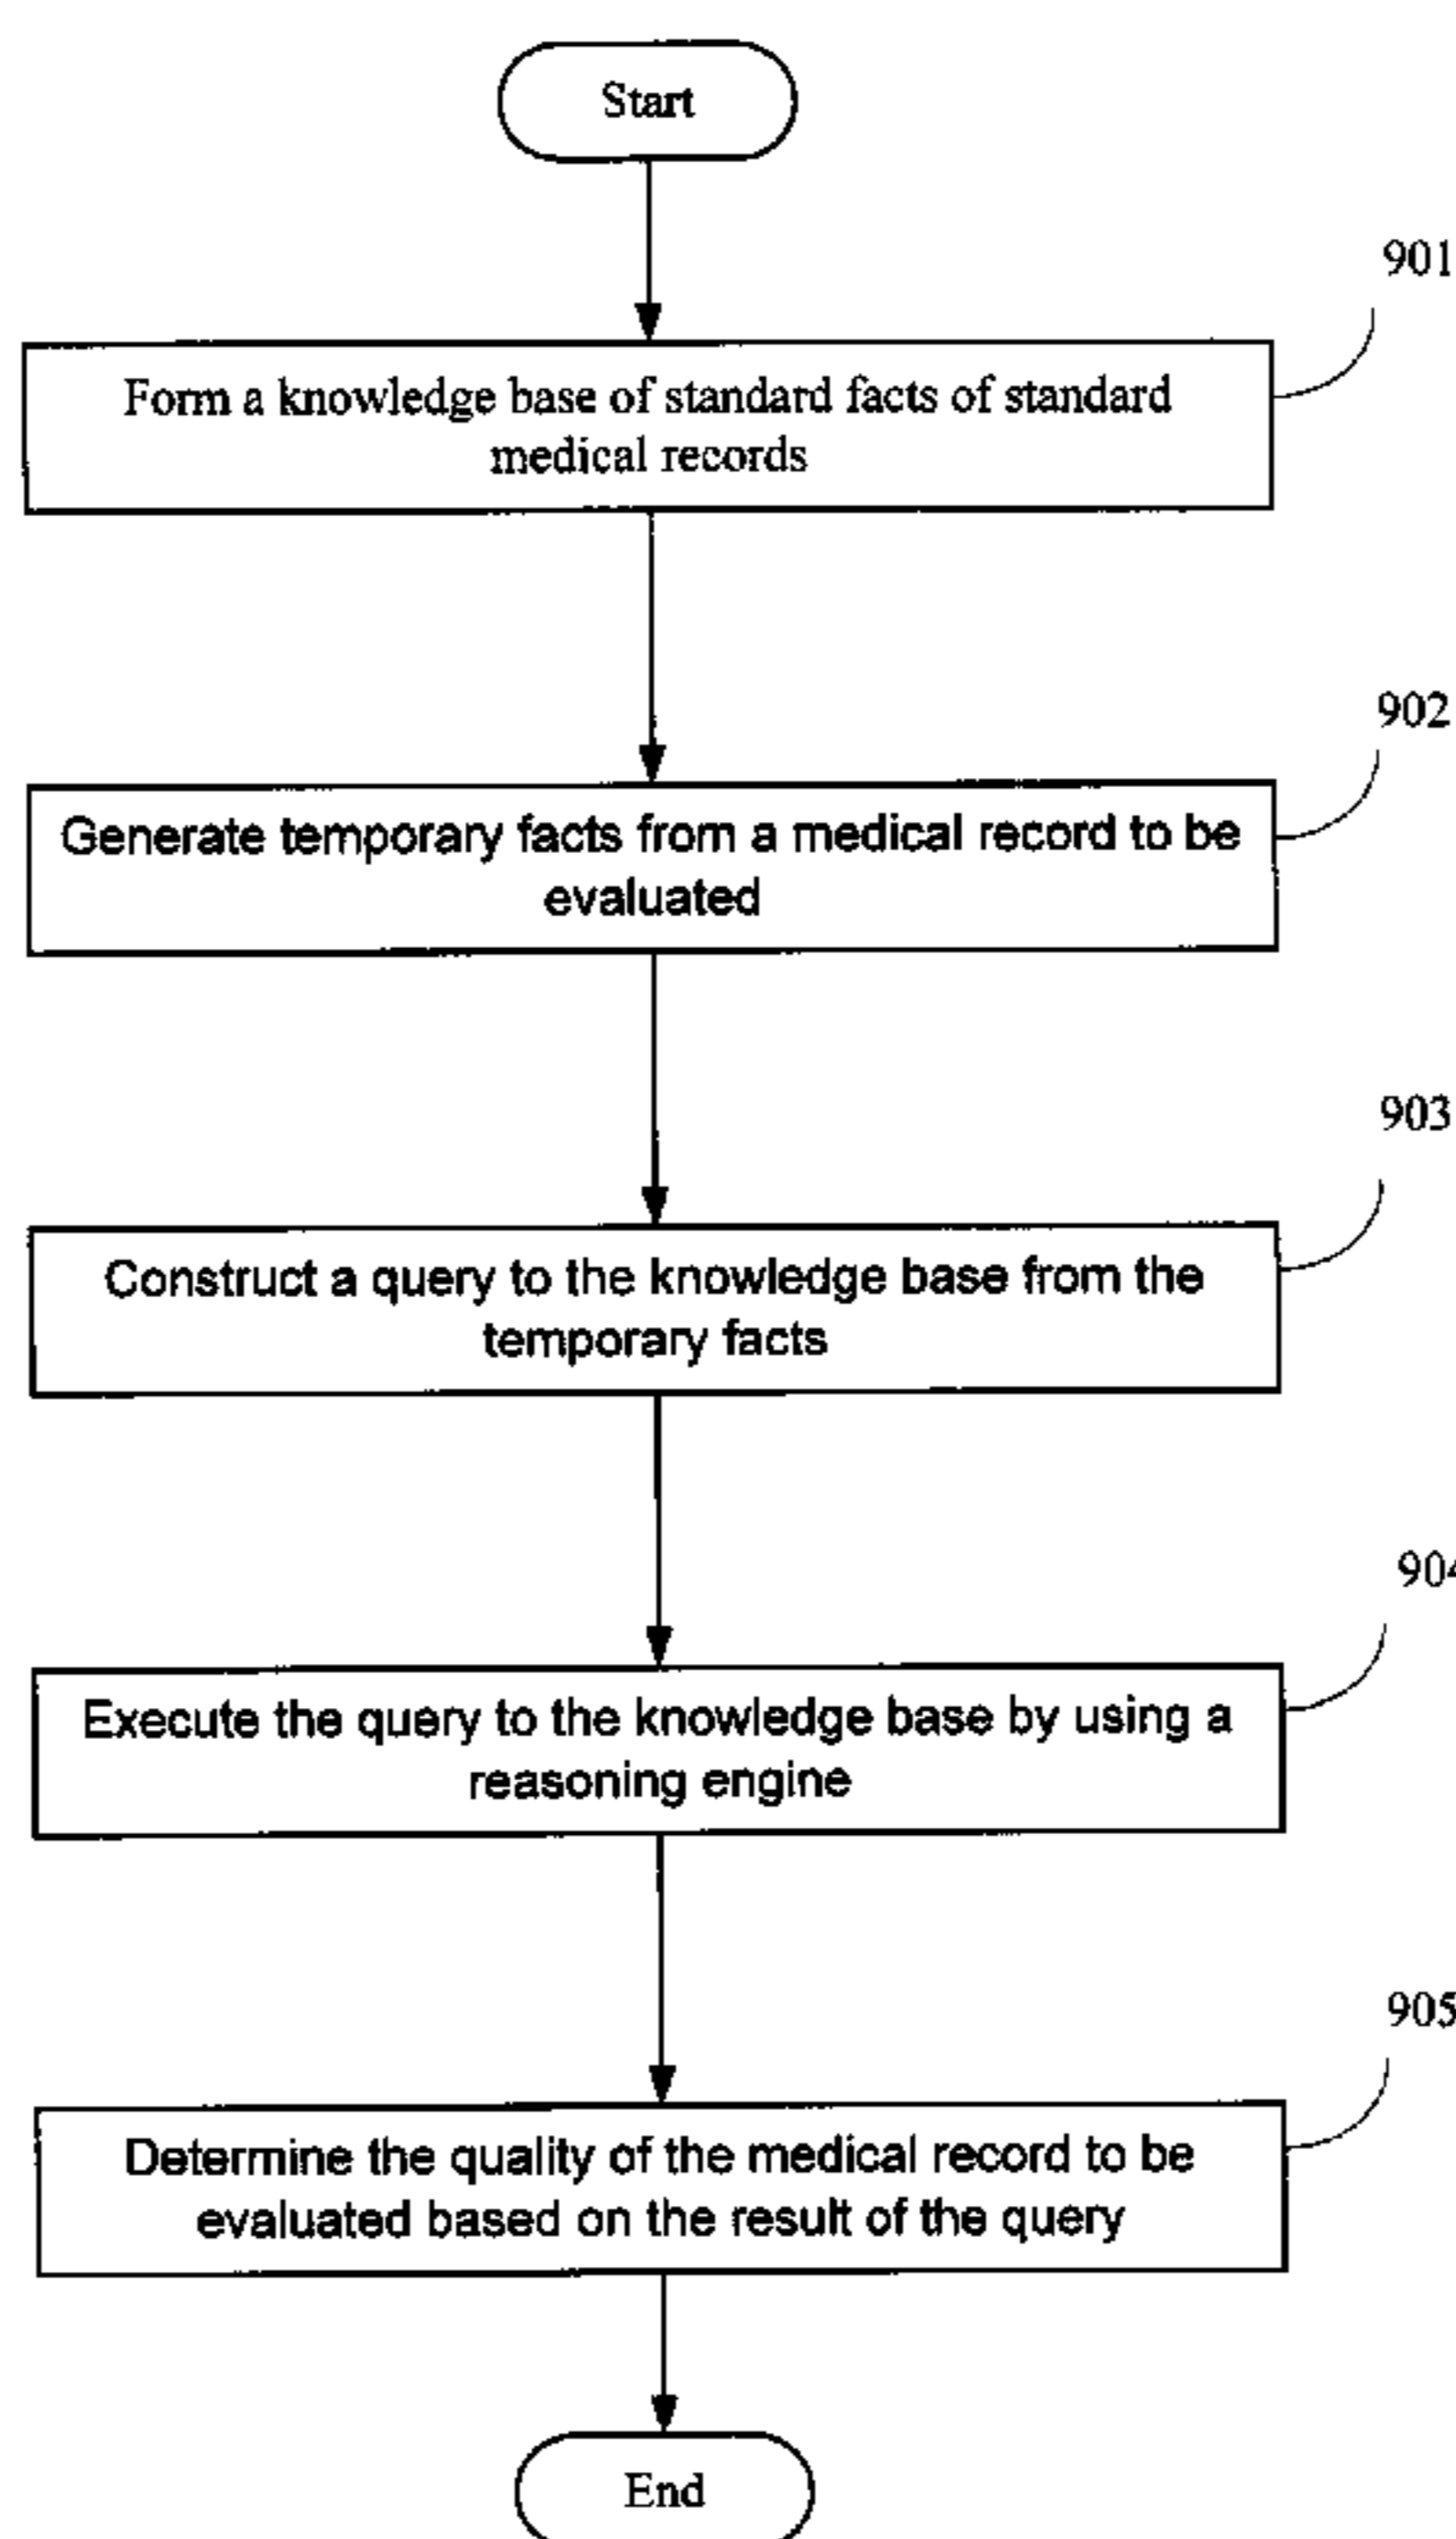 Start
901
Form a knowledge base of standard facts of standard
medical records
902
Generate temporary facts from a medical record to be
evaluated
903
Construct a query to the knowledge base from the
temporary facts
904
Execute the query to the knowledge base by using a
reasoning engine
905
Determine the quality of the medical record to be
evaluated based on the result of the query
End